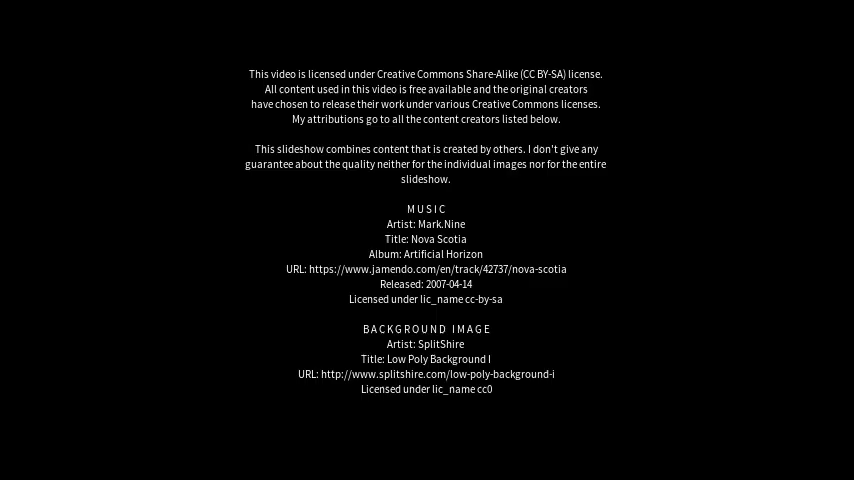 This video is licensed under Creative Commons Share-Alike (CC BY-SA) license.
All content used in this video is free available and the original creators
have chosen to release their work under various Creative Commons licenses.
My attributions go to all the content creators listed below.
This slideshow combines content that is created by others. I don't give any
guarantee about the quality neither for the individual images nor for the entire
slideshow.
MUSIC
Artist: Mark.Nine
Title: Nova Scotia
Album: Artificial Horizon
URL: https://www.jamendo.com/en/track/42737/nova-scotia
Released: 2007-04-14
Licensed under lic_name cc-by-sa
BACKGROUND IMAGE
Artist: SplitShire
Title: Low Poly Background I
URL: http://www.splitshire.com/low-poly-background-i
Licensed under lic_name cc0